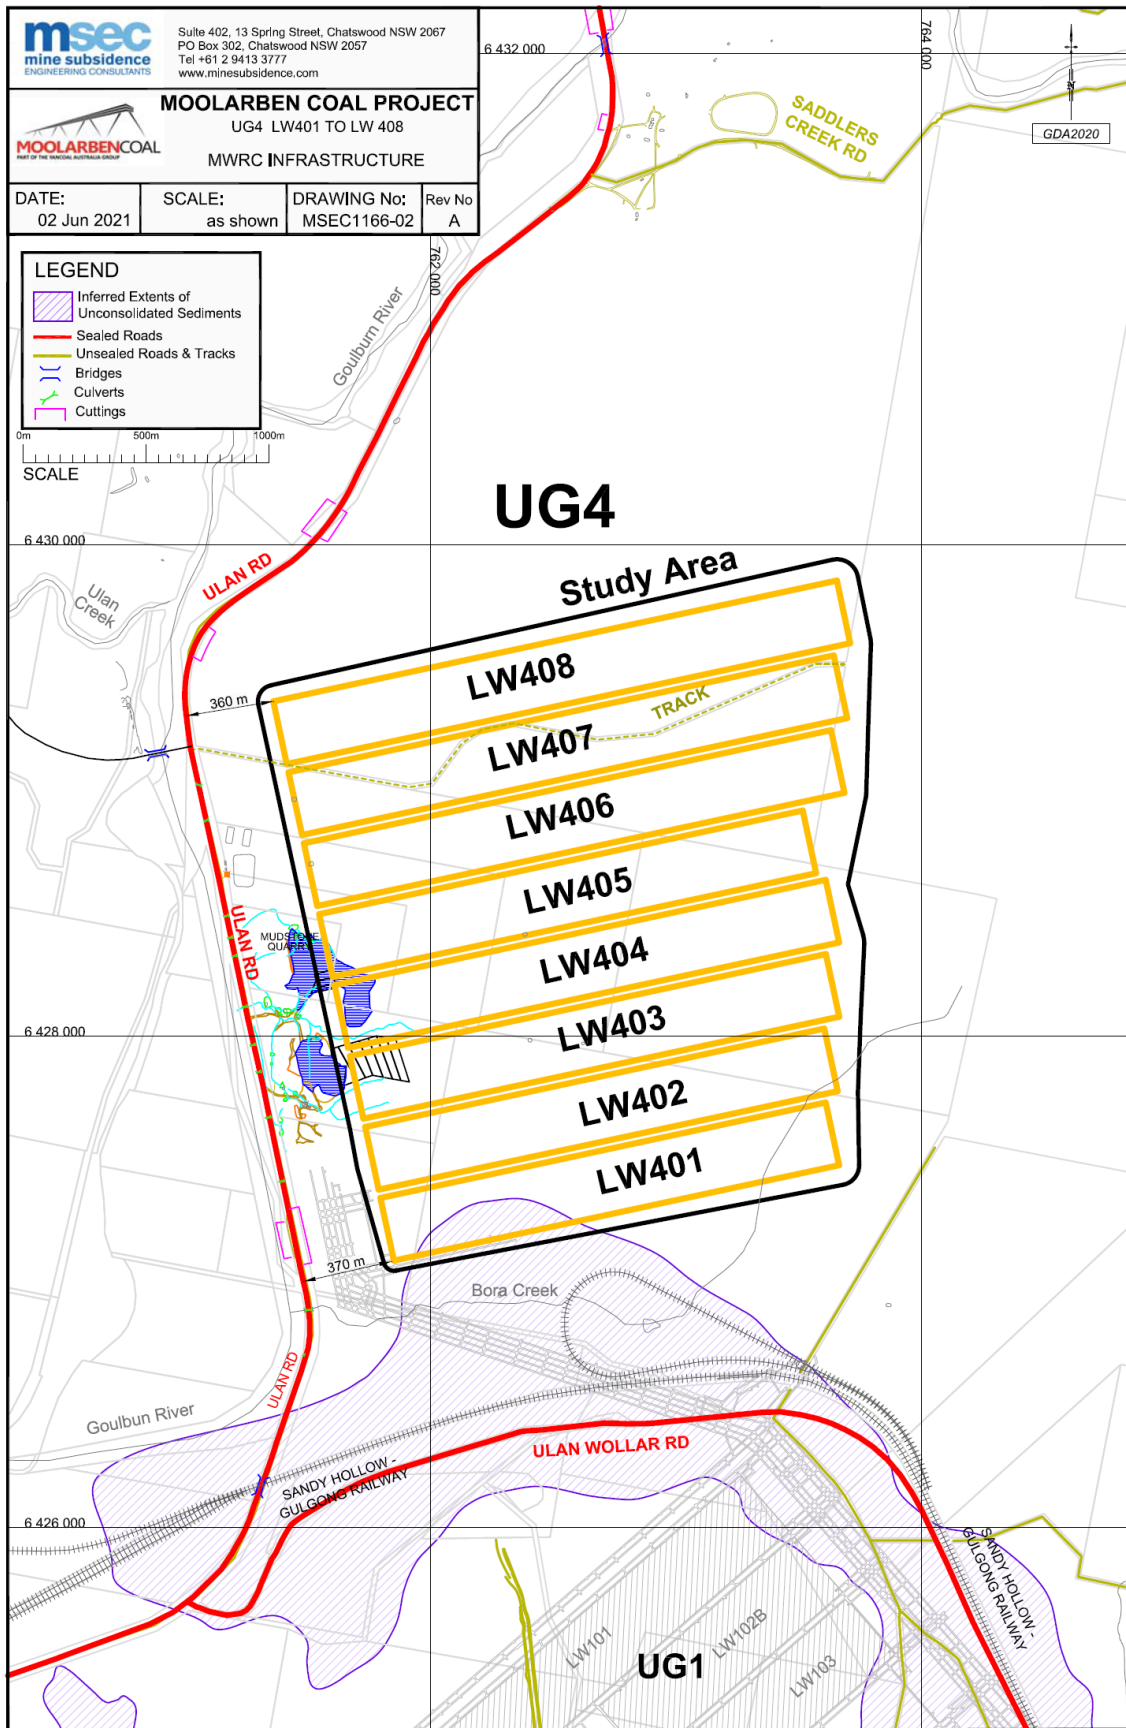 msec
mine subsidence
ENGINEERING CONSULTANTS
Suite 402, 13 Spring Street, Chatswood NSW 2067
PO Box 302, Chatswood NSW 2057
Tel +61 2 9413 3777
www.minesubsidence.com
MOOLARBENCOAL
PART OF THE YANCOAL AUSTRALIA GROUP
MOOLARBEN COAL PROJECT
UG4 LW401 TO LW 408
MWRC INFRASTRUCTURE
DATE:
02 Jun 2021
SCALE:
as shown
DRAWING No:
MSEC1166-02
Rev No
A
LEGEND
Inferred Extents of
Unconsolidated Sediments
Sealed Roads
Unsealed Roads & Tracks
Bridges
Culverts
Cuttings
0m 500m 1000m
SCALE
6 432 000
764 000
N
GDA2020
SADDLERS
CREEK RD
762 000
Goulburn River
UG4
6 430 000
ULAN RD
Ulan
Creek
Study Area
360 m
LW408
TRACK
LW407
LW406
LW405
ULAN RD
MUDSTONE
QUARRY
LW404
LW403
6 428 000
LW402
LW401
370 m
Bora Creek
ULAN RD
Goulbun River
ULAN WOLLAR RD
SANDY HOLLOW -
GULGONG RAILWAY
6 426 000
SANDY HOLLOW -
GULGONG RAILWAY
LW101
LW102B
LW103
UG1